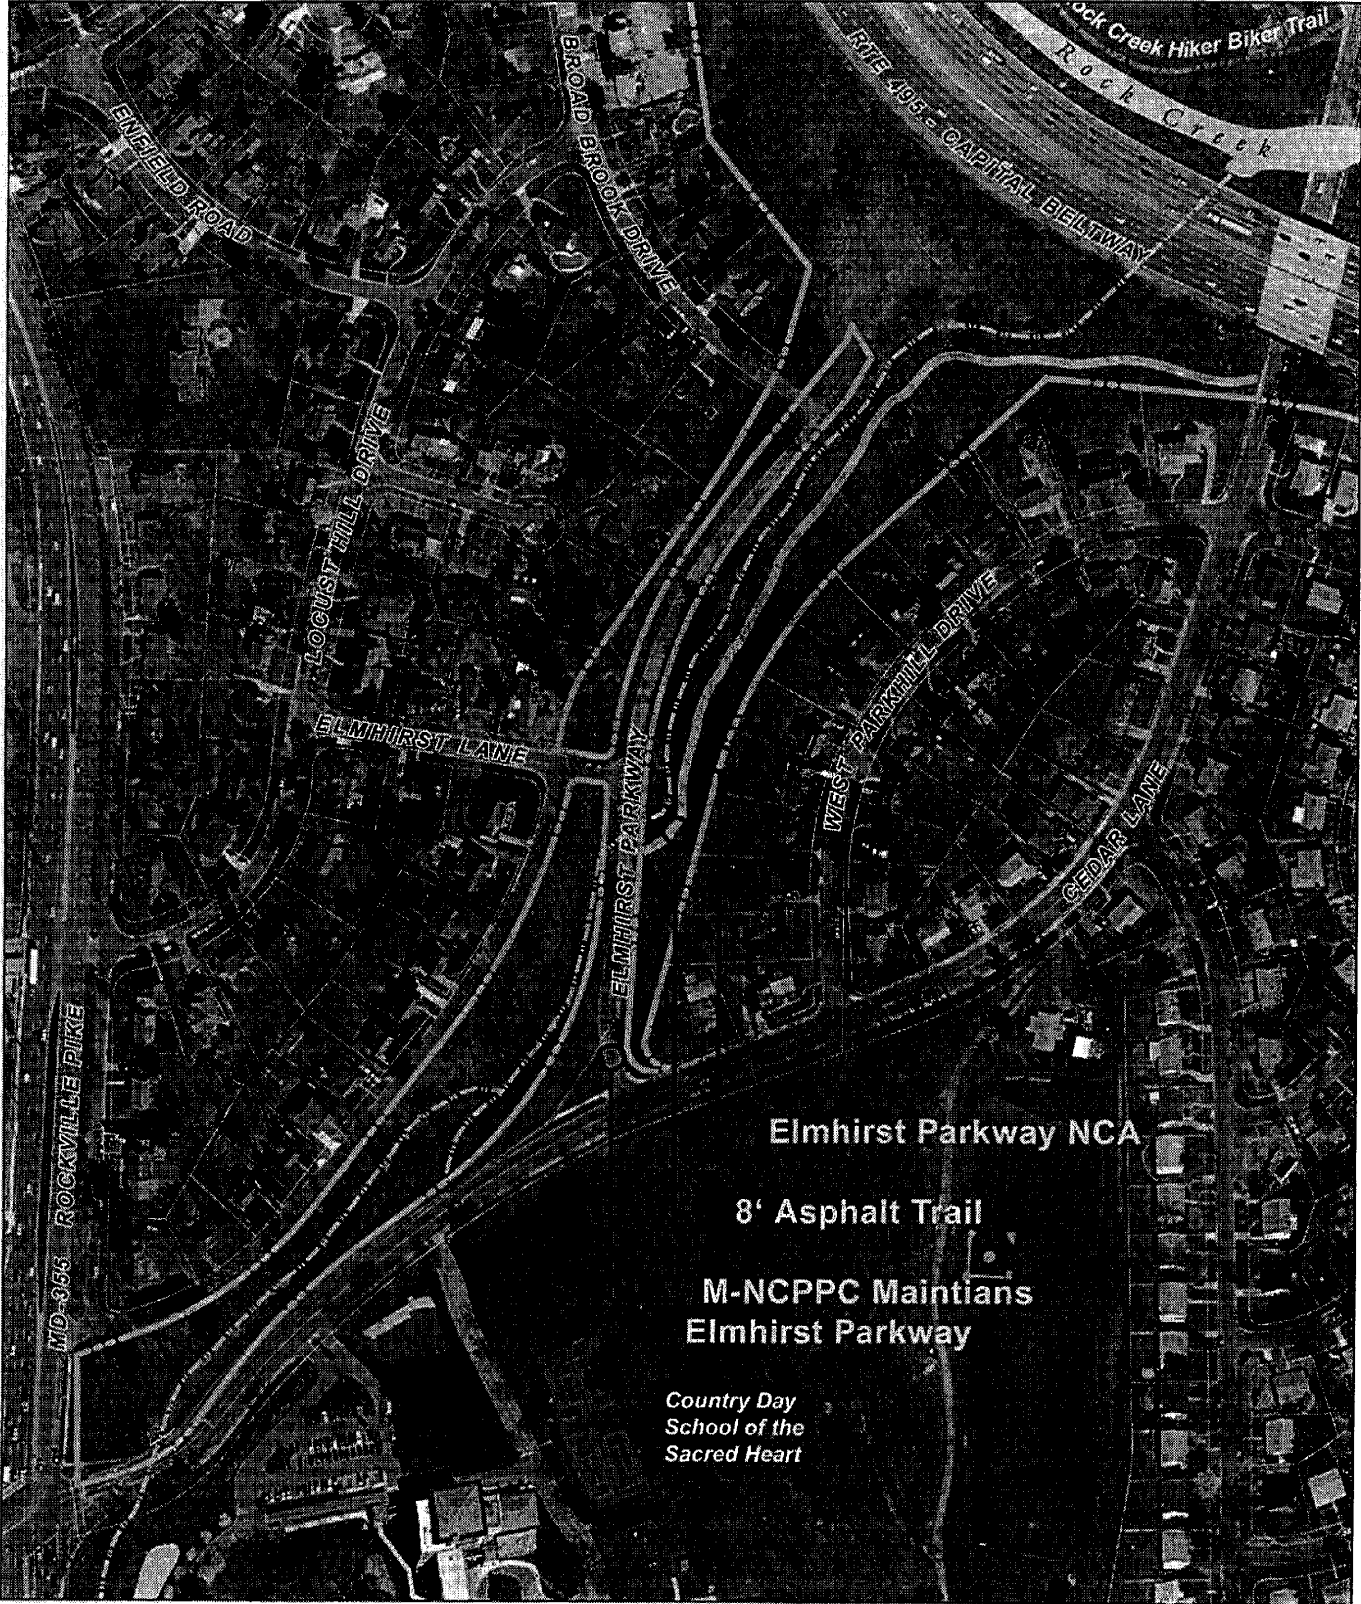 ock Creek Hiker Biker Trail
Rock Creek
RTE 495 - CAPITAL BELTWAY
BROAD BROOK DRIVE
ENFIELD ROAD
LOCUST HILL DRIVE
ELMHIRST LANE
ELMHIRST PARKWAY
WEST PARKHILL DRIIVE
CEDAR LANE
MD-355 ROCKVILLE PIKE
Elmhirst Parkway NCA
8' Asphalt Trail
M-NCPPC Maintians
Elmhirst Parkway
Country Day
School of the
Sacred Heart